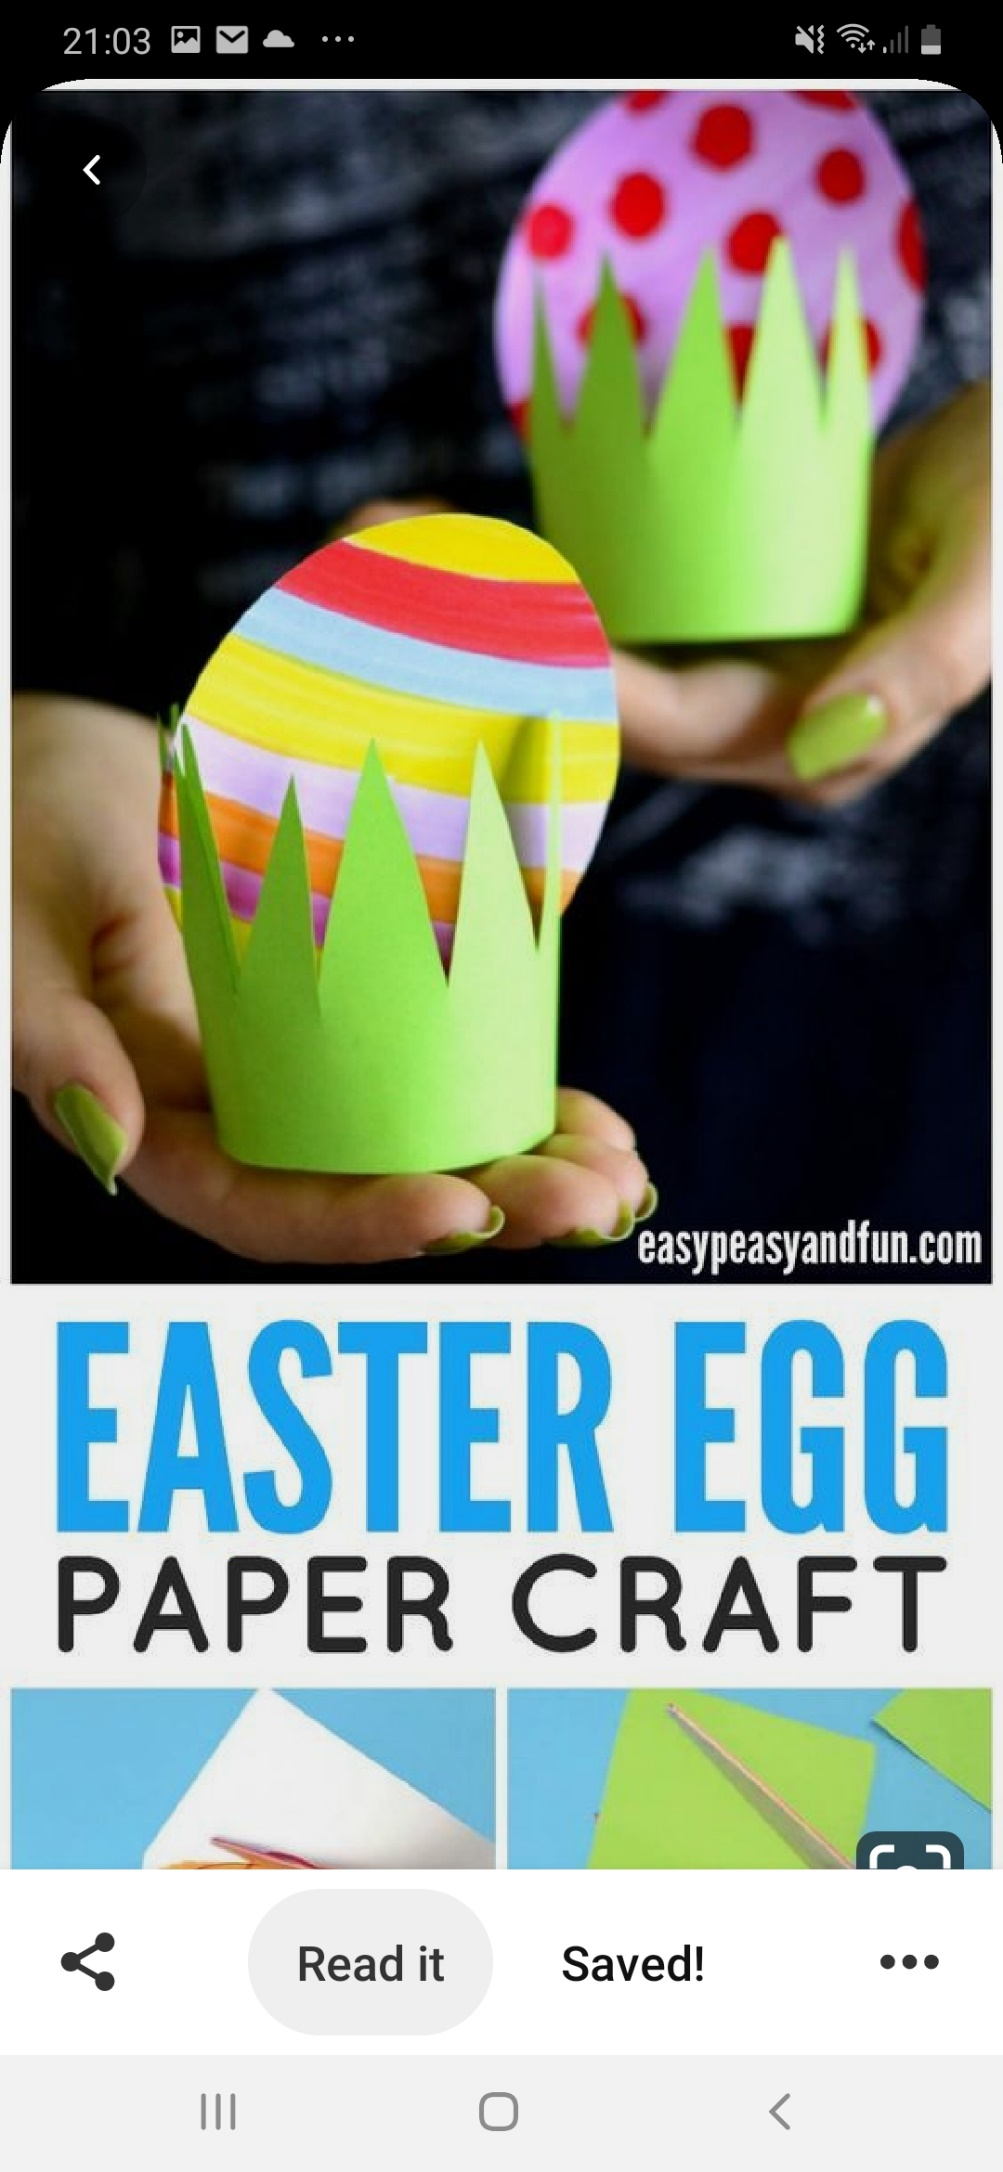 21:03
easypeasyandfun.com
EASTER EGG
PAPER CRAFT
Read it
Saved!